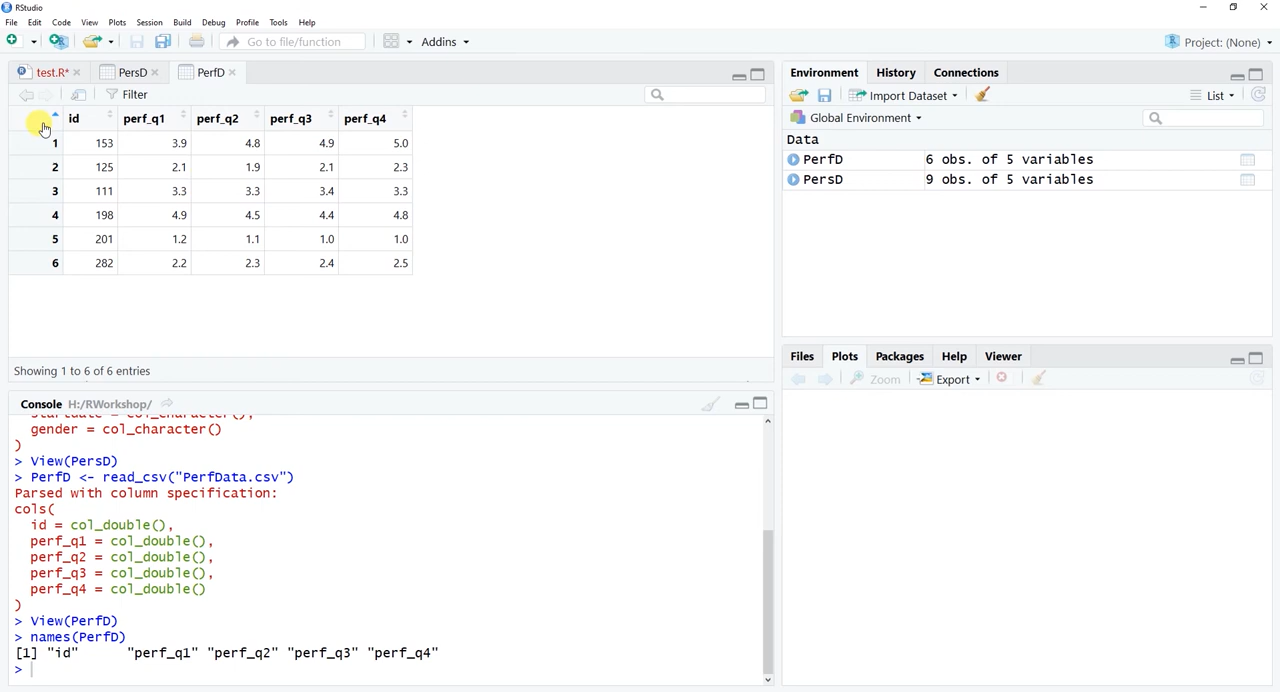 RStudio
File Edit Code View Plots Session Build Debug Profile Tools Help
Go to file/function Addins Project: (None)
test.R* PersD PerfD
Filter
id perf_q1 perf_q2 perf_q3 perf_q4
1 153 3.9 4.8 4.9 5.0
2 125 2.1 1.9 2.1 2.3
3 111 3.3 3.3 3.4 3.3
4 198 4.9 4.5 4.4 4.8
5 201 1.2 1.1 1.0 1.0
6 282 2.2 2.3 2.4 2.5
Showing 1 to 6 of 6 entries
Console H:/RWorkshop/
startdate = col_character(),
gender = col_character()
)
> View(PersD)
> PerfD <- read_csv("PerfData.csv")
Parsed with column specification:
cols(
id = col_double(),
perf_q1 = col_double(),
perf_q2 = col_double(),
perf_q3 = col_double(),
perf_q4 = col_double()
)
> View(PerfD)
> names(PerfD)
[1] "id" "perf_q1" "perf_q2" "perf_q3" "perf_q4"
>
Environment History Connections
Import Dataset List
Global Environment
Data
PerfD 6 obs. of 5 variables
PersD 9 obs. of 5 variables
Files Plots Packages Help Viewer
Zoom Export